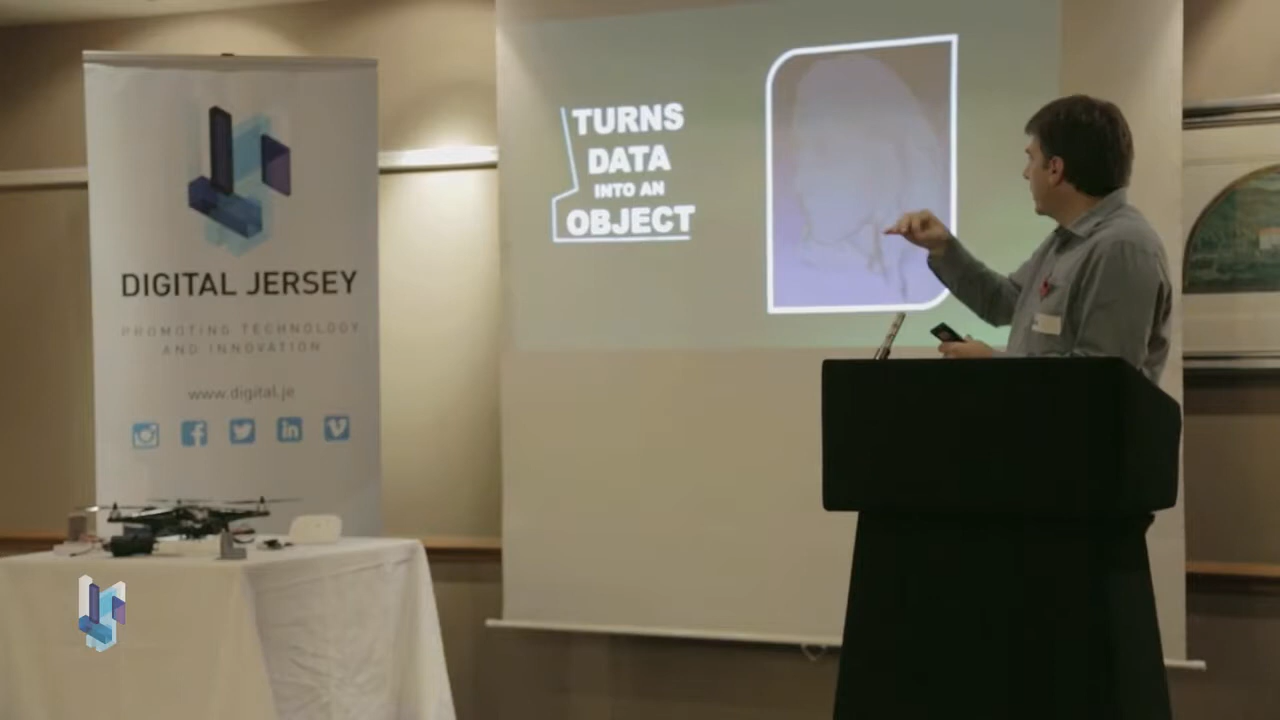 DIGITAL JERSEY
PROMOTING TECHNOLOGY
AND INNOVATION
www.digital.je
TURNS
DATA
INTO AN
OBJECT